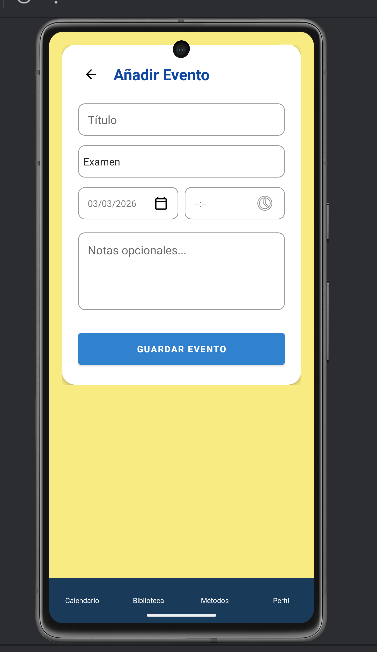 Añadir Evento
Título
Examen
03/03/2026
-:-
Notas opcionales...
GUARDAR EVENTO
Calendario Biblioteca Métodos Perfil